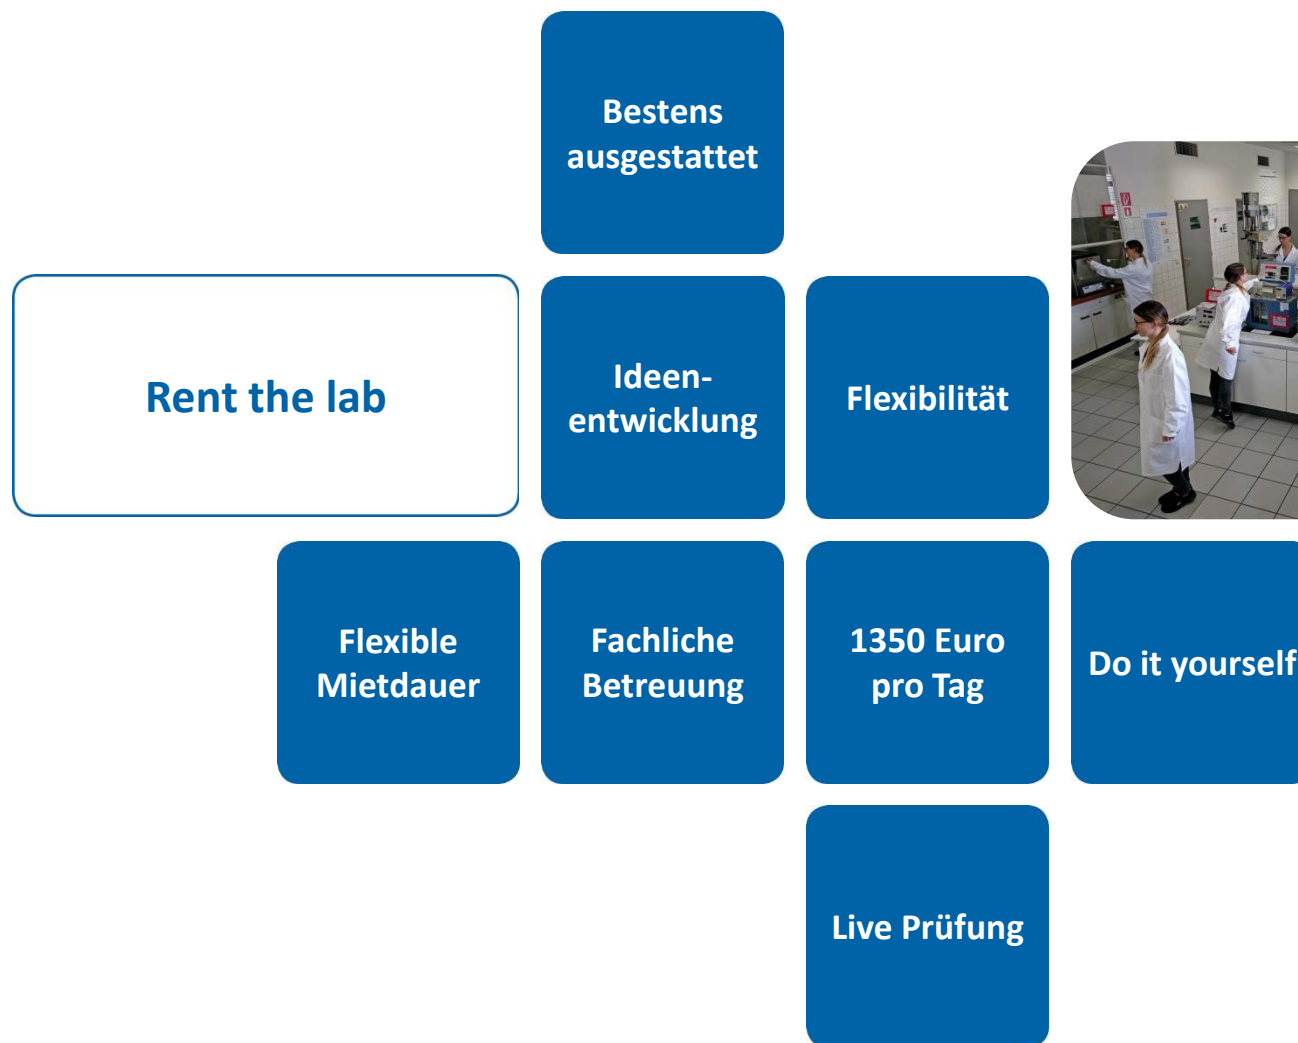 Bestens
ausgestattet
Rent the lab
Ideen-
entwicklung
Flexibilität
Flexible
Mietdauer
Fachliche
Betreuung
1350 Euro
pro Tag
Do it yourself
Live Prüfung